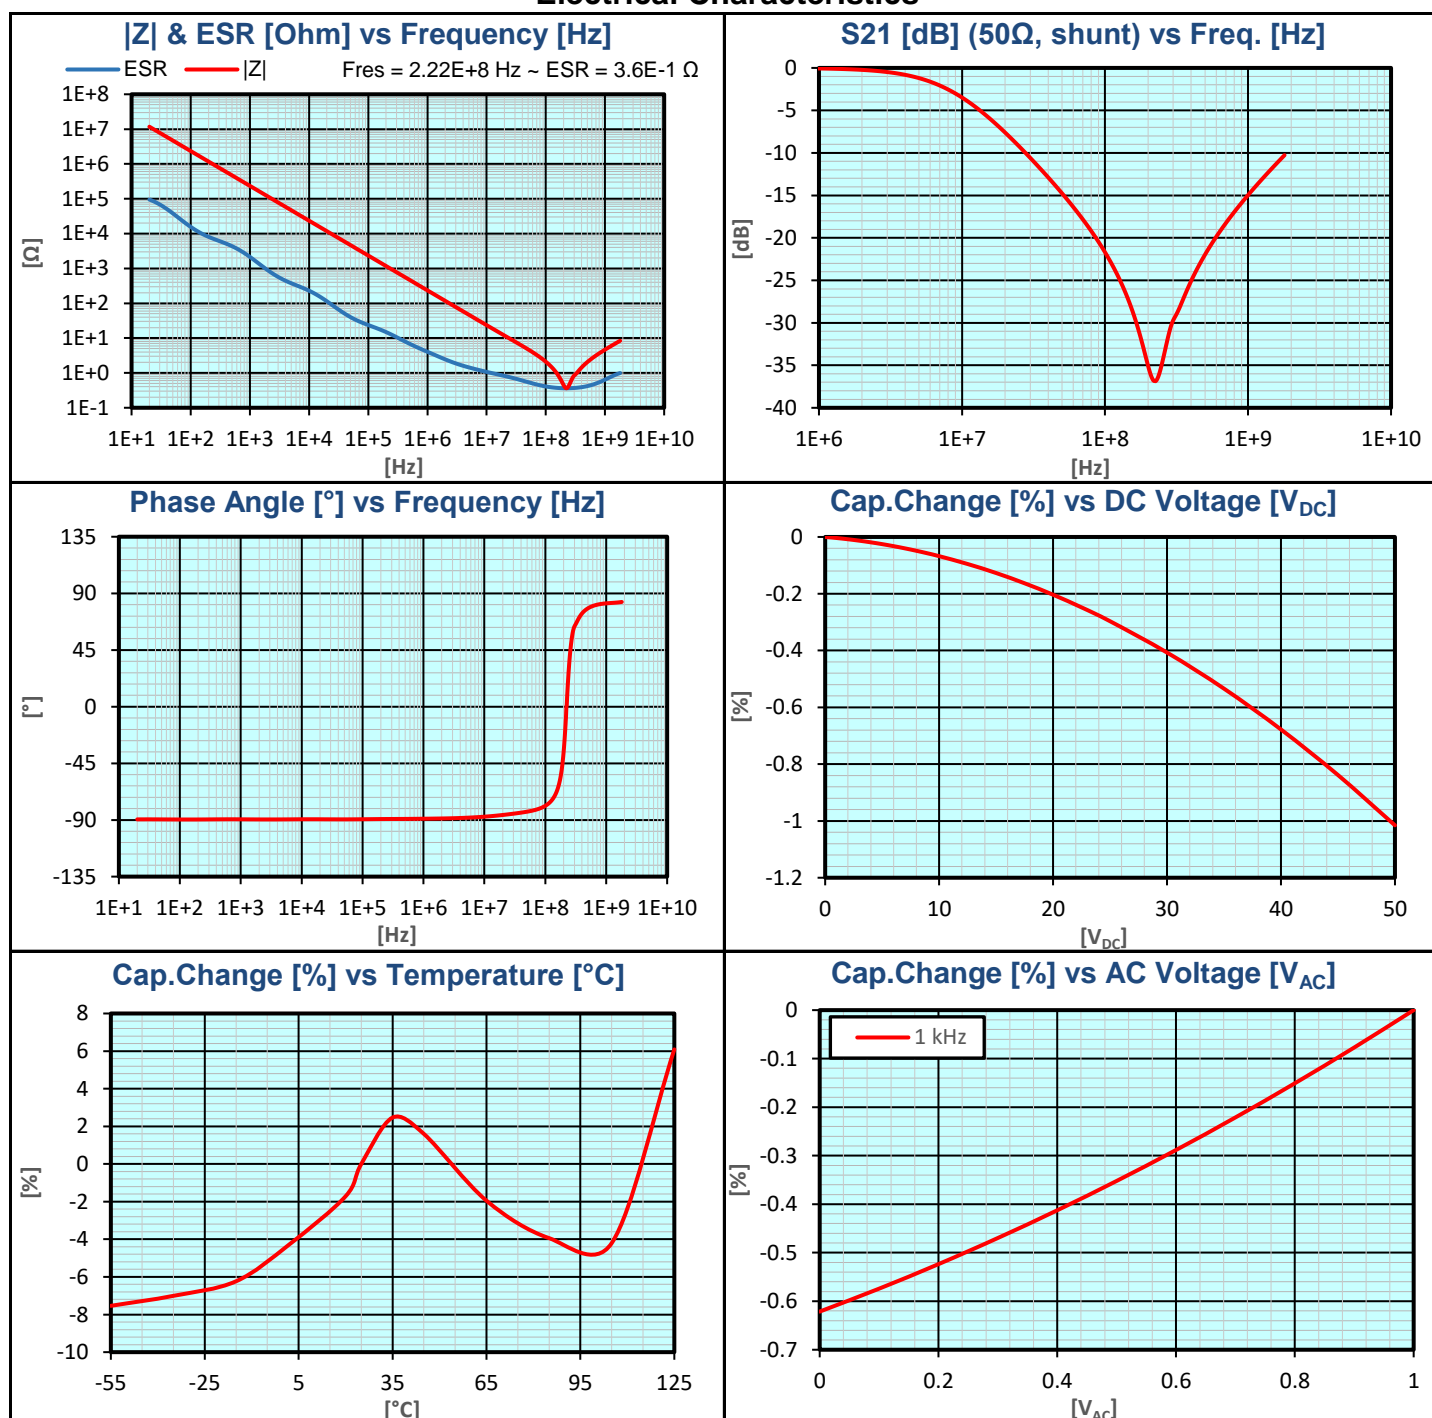 Electrical Characteristics
|Z| & ESR [Ohm] vs Frequency [Hz]
ESR |Z| Fres = 2.22E+8 Hz ~ ESR = 3.6E-1 Ω
1E+8
1E+7
1E+6
1E+5
1E+4
1E+3
1E+2
1E+1
1E+0
1E-1
[Ω]
1E+1 1E+2 1E+3 1E+4 1E+5 1E+6 1E+7 1E+8 1E+9 1E+10
[Hz]
S21 [dB] (50Ω, shunt) vs Freq. [Hz]
0
-5
-10
-15
-20
-25
-30
-35
-40
[dB]
1E+6 1E+7 1E+8 1E+9 1E+10
[Hz]
Phase Angle [°] vs Frequency [Hz]
135
90
45
0
-45
-90
-135
[°]
1E+1 1E+2 1E+3 1E+4 1E+5 1E+6 1E+7 1E+8 1E+9 1E+10
[Hz]
Cap.Change [%] vs DC Voltage [VDC]
0
-0.2
-0.4
-0.6
-0.8
-1
-1.2
[%]
0 10 20 30 40 50
[VDC]
Cap.Change [%] vs Temperature [°C]
8
6
4
2
0
-2
-4
-6
-8
-10
[%]
-55 -25 5 35 65 95 125
[°C]
Cap.Change [%] vs AC Voltage [VAC]
1 kHz
0
-0.1
-0.2
-0.3
-0.4
-0.5
-0.6
-0.7
[%]
0 0.2 0.4 0.6 0.8 1
[VAC]